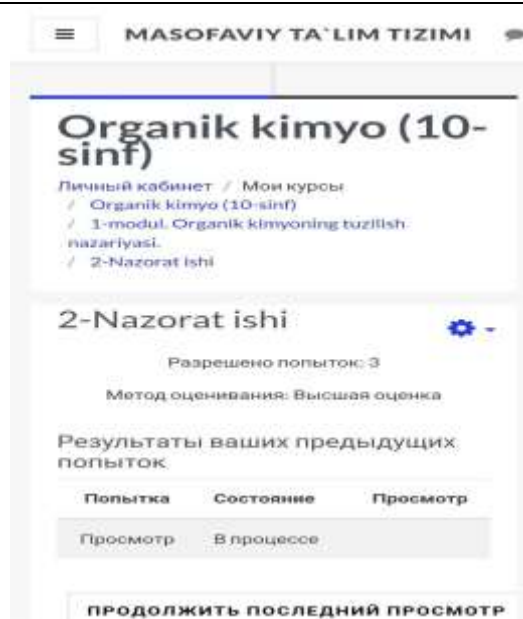 MASOFAVIY TA`LIM TIZIMI
Organik kimyo (10-
sinf)
Личный кабинет / Мои курсы
/ Organik kimyo (10-sinf)
/ 1-modul. Organik kimyoning tuzilish
nazariyasi.
/ 2-Nazorat ishi
2-Nazorat ishi
Разрешено попыток: 3
Метод оценивания: Высшая оценка
Результаты ваших предыдущих
попыток
Попытка Состояние Просмотр
Просмотр В процессе
ПРОДОЛЖИТЬ ПОСЛЕДНИЙ ПРОСМОТР